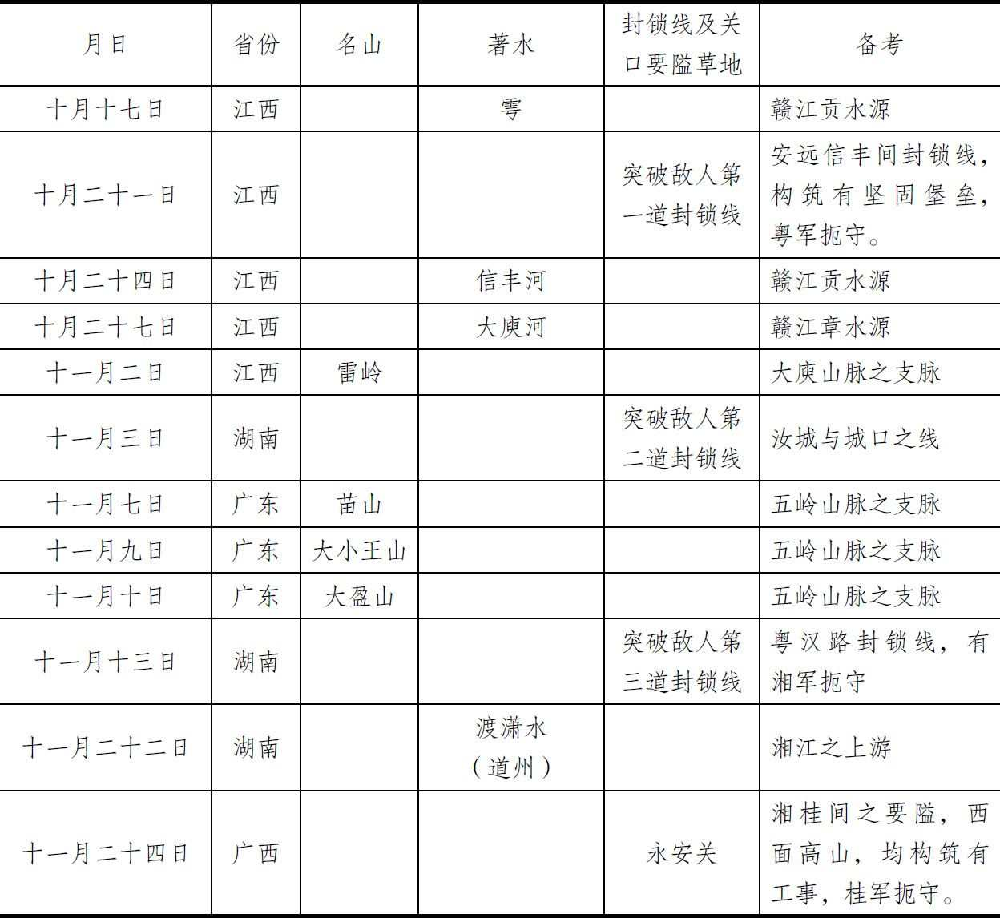 月日 省份 名山 著水 封锁线及关
口要隘草地 备考
十月十七日 江西 雩 赣江贡水源
十月二十一日 江西 突破敌人第
一道封锁线 安远信丰间封锁线，
构筑有坚固堡垒，
粤军扼守。
十月二十四日 江西 信丰河 赣江贡水源
十月二十七日 江西 大庾河 赣江章水源
十一月二日 江西 雷岭 大庾山脉之支脉
十一月三日 湖南 突破敌人第
二道封锁线 汝城与城口之线
十一月七日 广东 苗山 五岭山脉之支脉
十一月九日 广东 大小王山 五岭山脉之支脉
十一月十日 广东 大盈山 五岭山脉之支脉
十一月十三日 湖南 突破敌人第
三道封锁线 粤汉路封锁线，有
湘军扼守
十一月二十二日 湖南 渡潇水
（道州） 湘江之上游
十一月二十四日 广西 永安关 湘桂间之要隘，西
面高山，均构筑有
工事，桂军扼守。